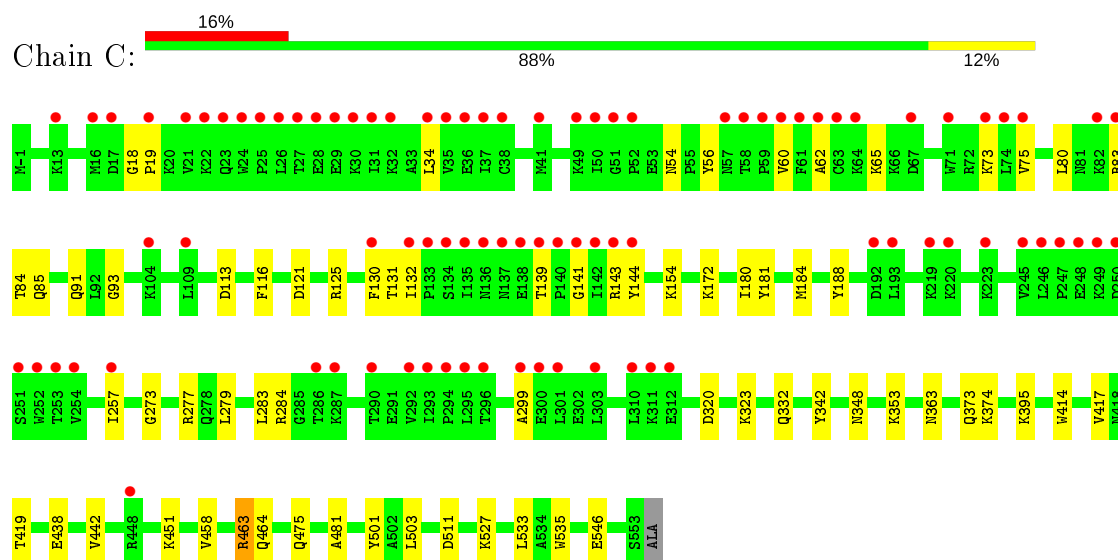 16%
Chain C:
88% 12%
M-1 K13 M16 D17 G18 P19 K20 V21 K22 Q23 W24 P25 L26 T27 E28 E29 K30 I31 K32 A33 L34 V35 E36 I37 C38 M41 K49 I50 G51 P52 E53 N54 P55 Y56 N57 T58 P59 V60 F61 A62 C63 K64 K65 K66 D67 W71 R72 K73 L74 V75 L80 N81 K82 R83
T84 Q85 Q91 L92 G93 K104 L109 D113 F116 D121 R125 F130 T131 I132 P133 S134 I135 N136 N137 E138 T139 P140 G141 I142 R143 Y144 K154 K172 I180 Y181 M184 Y188 D192 L193 K219 K220 K223 V245 L246 P247 E248 K249 D250
S251 W252 T253 V254 I257 G273 R277 Q278 L279 L283 R284 G285 T286 K287 T290 E291 V292 I293 P294 L295 T296 A299 E300 L301 E302 L303 L310 K311 E312 D320 K323 Q332 Y342 N348 K353 N363 Q373 K374 K395 W414 V417 N418
T419 E438 V442 R448 K451 V458 R463 Q464 Q475 A481 Y501 A502 L503 D511 K527 L533 A534 W535 E546 S553 ALA